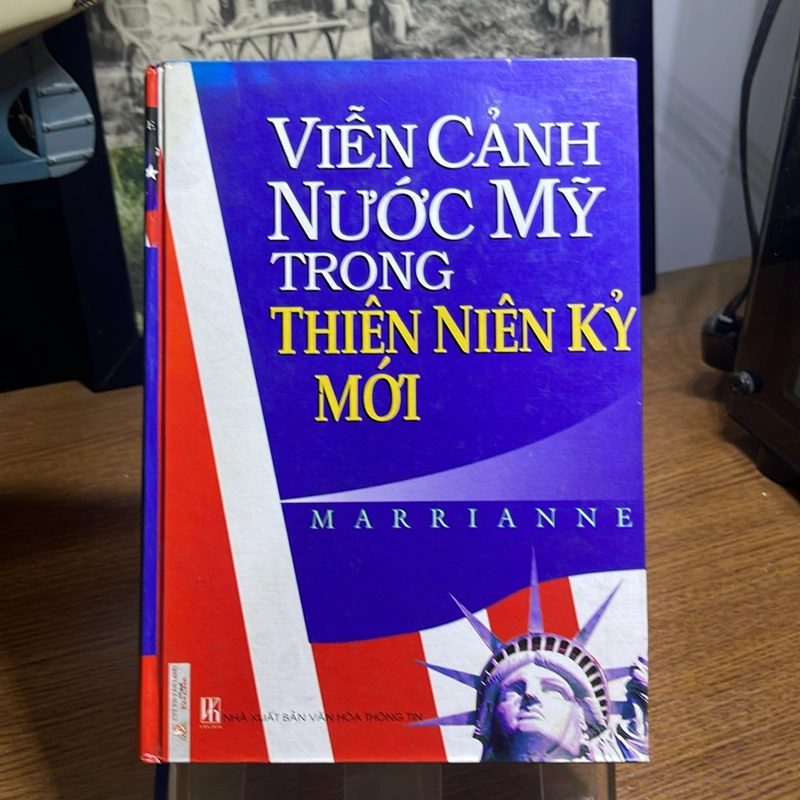 VIỄN CẢNH
NƯỚC MỸ
TRONG
THIÊN NIÊN KỶ
MỚI
MARRIANNE
NHÀ XUẤT BẢN VĂN HÓA THÔNG TIN